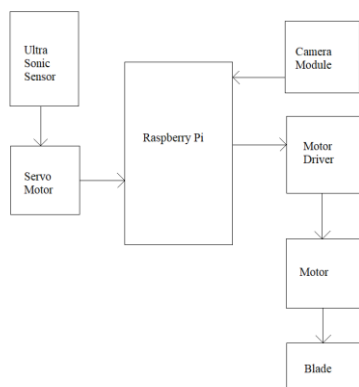 Ultra
Sonic
Sensor
Camera
Module
Raspberry Pi
Motor
Driver
Servo
Motor
Motor
Blade